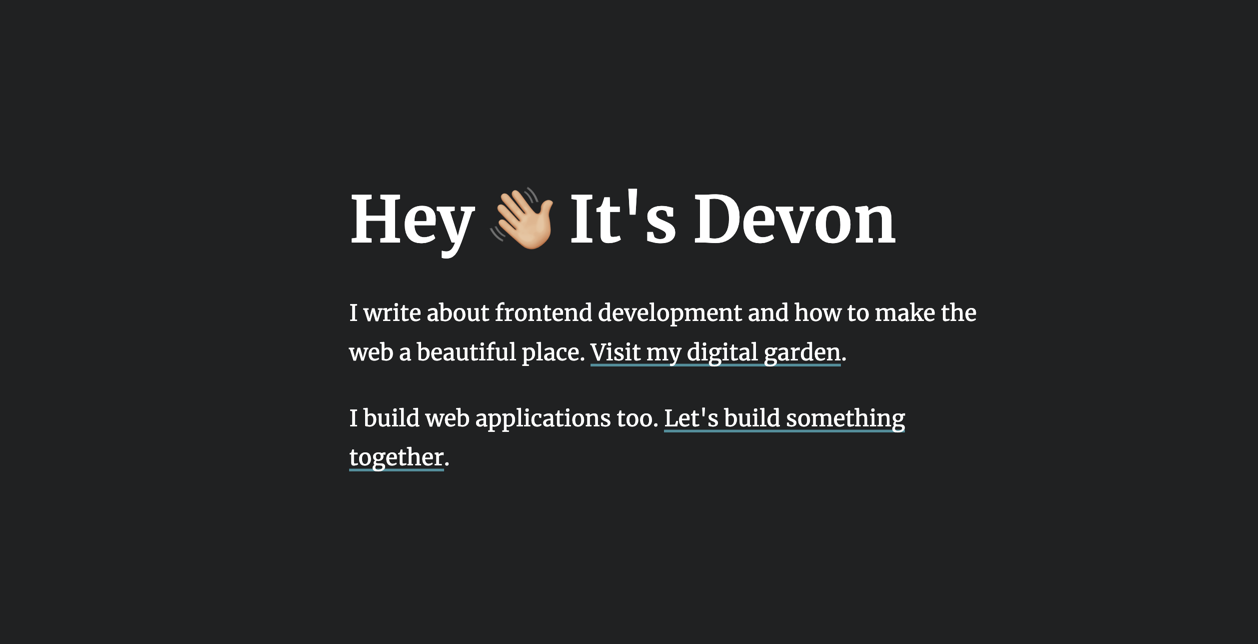 Hey 👋🏼 It's Devon
I write about frontend development and how to make the
web a beautiful place. Visit my digital garden.
I build web applications too. Let's build something
together.